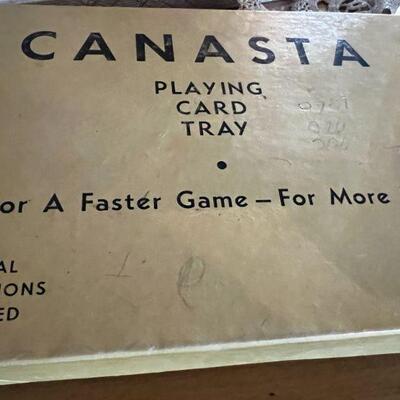 CANASTA
PLAYING
CARD
TRAY
•
or A Faster Game – For More
AL
IONS
ED